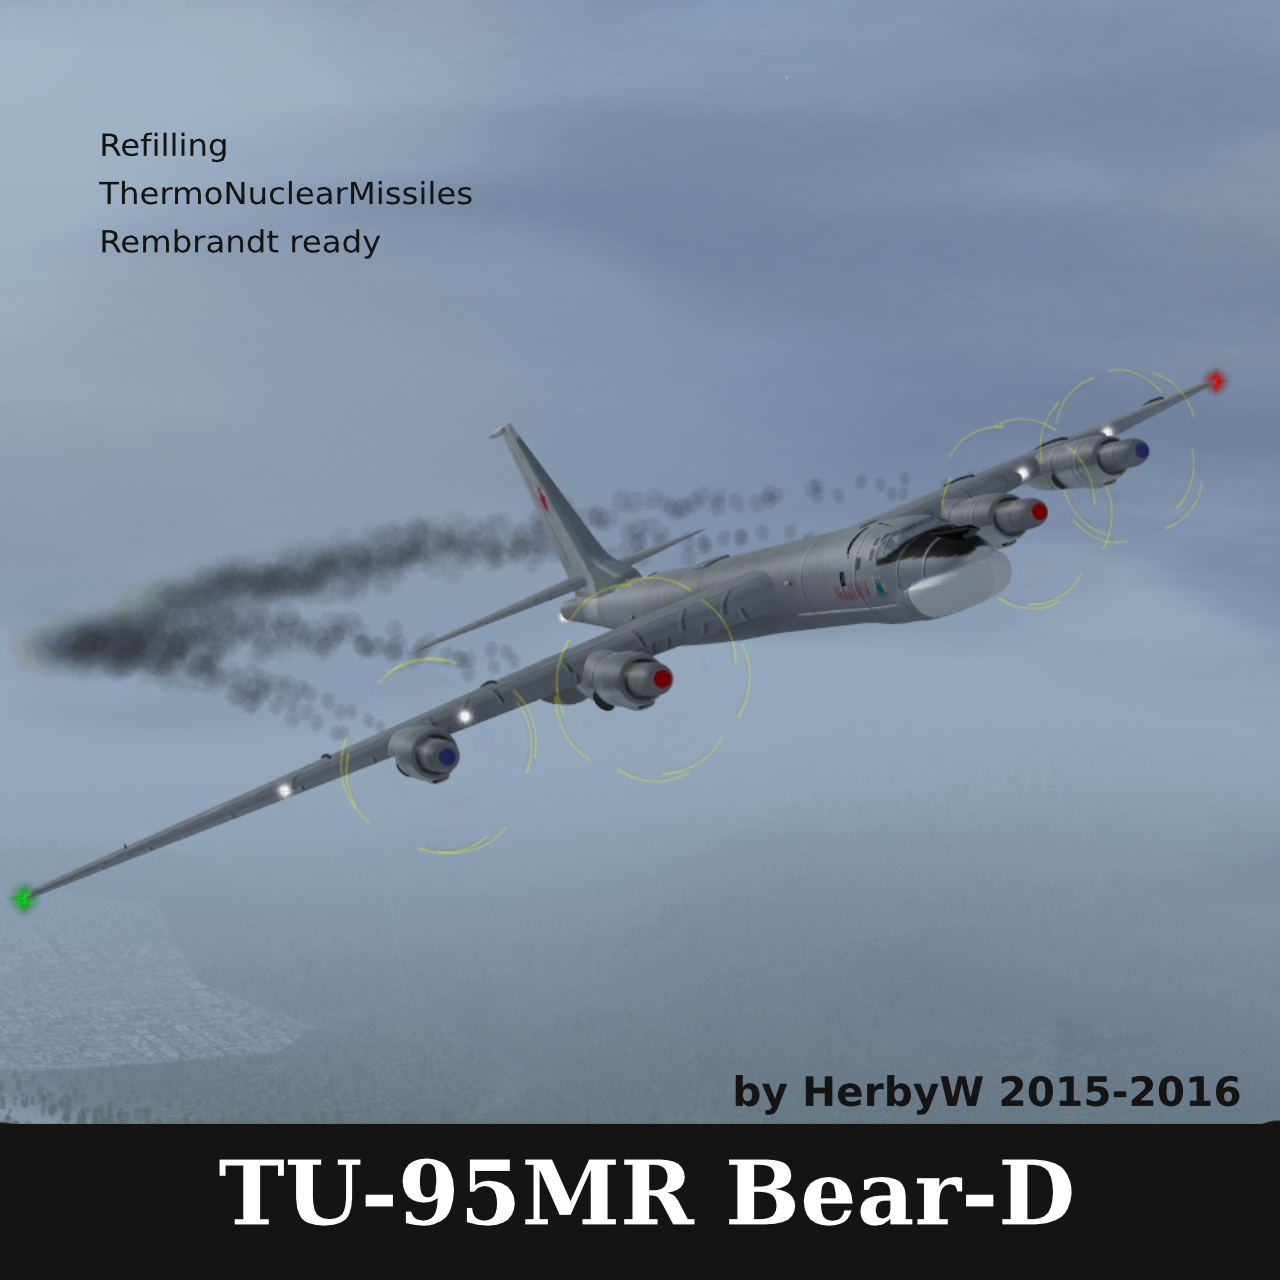 Refilling
ThermoNuclearMissiles
Rembrandt ready
by HerbyW 2015-2016
TU-95MR Bear-D